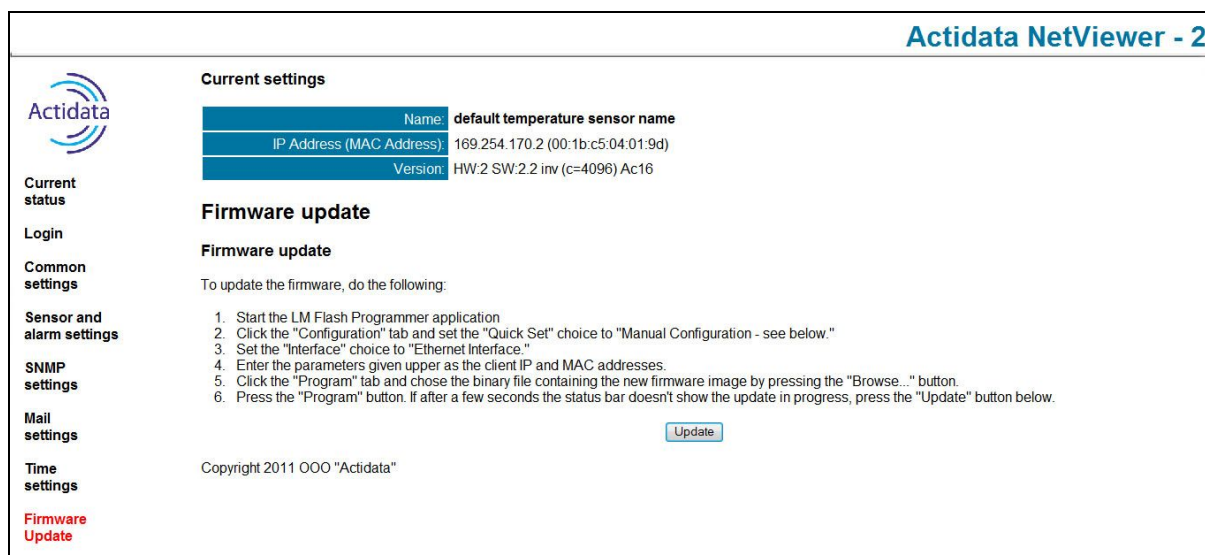 Actidata NetViewer - 2
Actidata
Current
status
Login
Common
settings
Sensor and
alarm settings
SNMP
settings
Mail
settings
Time
settings
Firmware
Update
Current settings
Name: default temperature sensor name
IP Address (MAC Address): 169.254.170.2 (00:1b:c5:04:01:9d)
Version: HW:2 SW:2.2 inv (c=4096) Ac16
Firmware update
Firmware update
To update the firmware, do the following:
1. Start the LM Flash Programmer application
2. Click the "Configuration" tab and set the "Quick Set" choice to "Manual Configuration - see below."
3. Set the "Interface" choice to "Ethernet Interface."
4. Enter the parameters given upper as the client IP and MAC addresses.
5. Click the "Program" tab and chose the binary file containing the new firmware image by pressing the "Browse..." button.
6. Press the "Program" button. If after a few seconds the status bar doesn't show the update in progress, press the "Update" button below.
Update
Copyright 2011 OOO "Actidata"